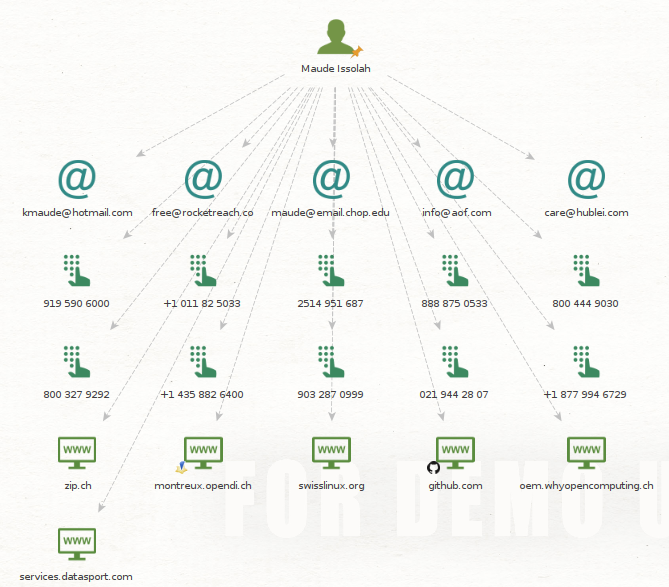 Maude Issolah
kmaude@hotmail.com
free@rocketreach.co
maude@email.chop.edu
info@aof.com
care@hublei.com
919 590 6000
+1 011 82 5033
2514 951 687
888 875 0533
800 444 9030
800 327 9292
+1 435 882 6400
903 287 0999
021 944 28 07
+1 877 994 6729
WWW
WWW
WWW
WWW
WWW
zip.ch
montreux.opendi.ch
swisslinux.org
github.com
oem.whyopencomputing.ch
FOR DEMO U
WWW
services.datasport.com